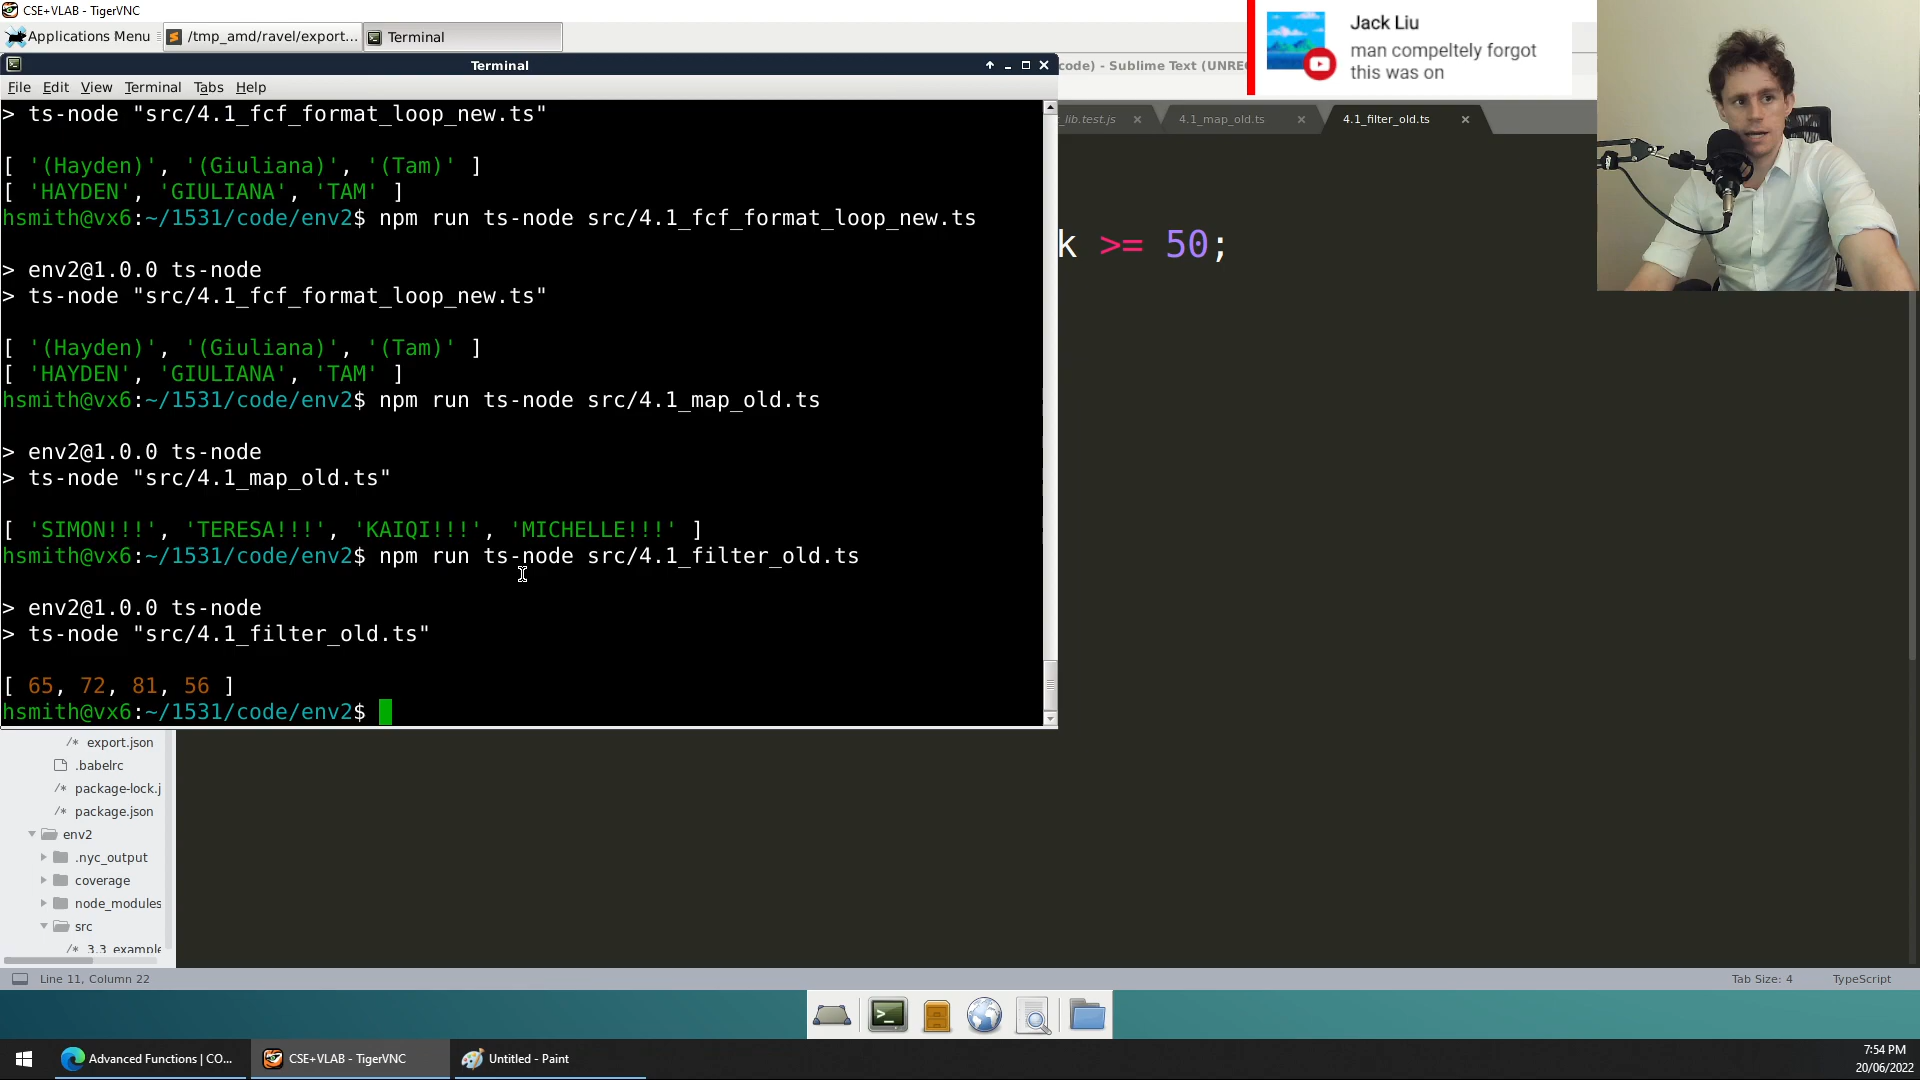 CSE+VLAB - TigerVNC
Applications Menu
/tmp_amd/ravel/export...
Terminal
Jack Liu
man compeltely forgot
this was on
Terminal
code) - Sublime Text (UNREG
File Edit View Terminal Tabs Help
_lib.test.js
4.1_map_old.ts
4.1_filter_old.ts
> ts-node "src/4.1_fcf_format_loop_new.ts"
[ '(Hayden)', '(Giuliana)', '(Tam)' ]
[ 'HAYDEN', 'GIULIANA', 'TAM' ]
hsmith@vx6:~/1531/code/env2$ npm run ts-node src/4.1_fcf_format_loop_new.ts
k >= 50;
> env2@1.0.0 ts-node
> ts-node "src/4.1_fcf_format_loop_new.ts"
[ '(Hayden)', '(Giuliana)', '(Tam)' ]
[ 'HAYDEN', 'GIULIANA', 'TAM' ]
hsmith@vx6:~/1531/code/env2$ npm run ts-node src/4.1_map_old.ts
> env2@1.0.0 ts-node
> ts-node "src/4.1_map_old.ts"
[ 'SIMON!!!', 'TERESA!!!', 'KAIQI!!!', 'MICHELLE!!!' ]
hsmith@vx6:~/1531/code/env2$ npm run ts-node src/4.1_filter_old.ts
> env2@1.0.0 ts-node
> ts-node "src/4.1_filter_old.ts"
[ 65, 72, 81, 56 ]
hsmith@vx6:~/1531/code/env2$
/* export.json
.babelrc
/* package-lock.j
/* package.json
env2
.nyc_output
coverage
node_modules
src
/* 3.3_example
Line 11, Column 22
Tab Size: 4
TypeScript
Advanced Functions | CO...
CSE+VLAB - TigerVNC
Untitled - Paint
7:54 PM
20/06/2022